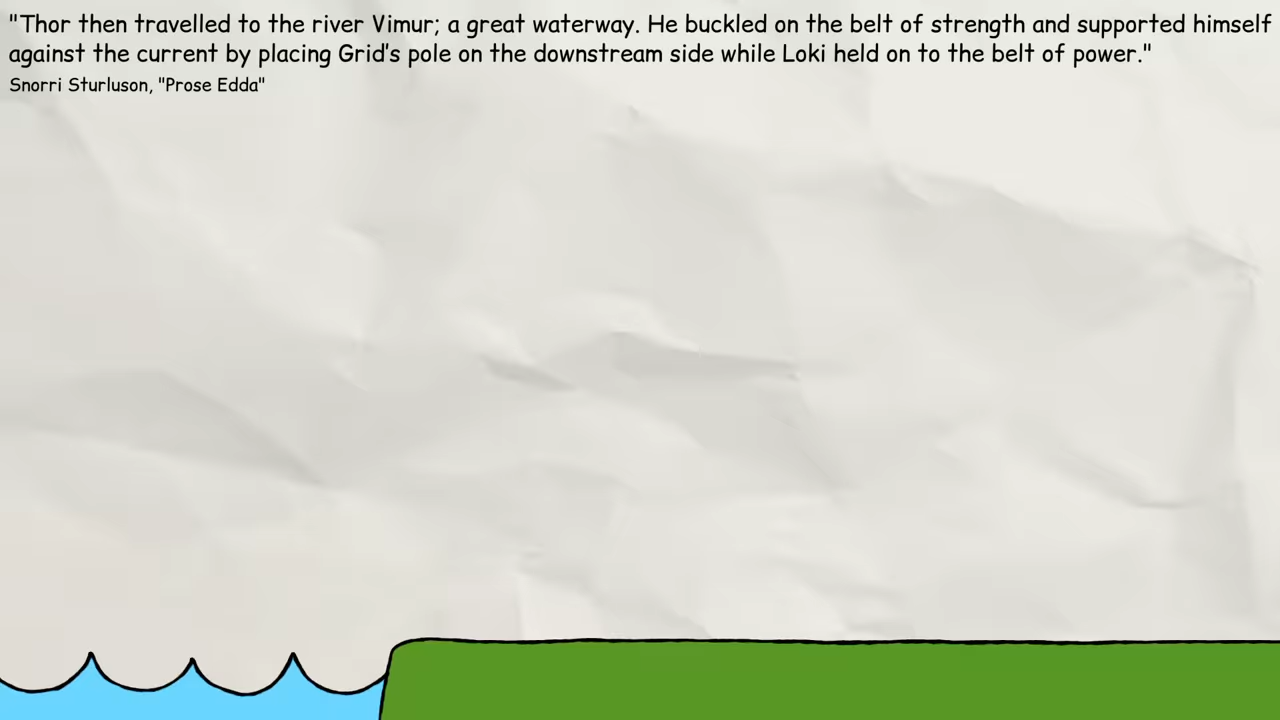 "Thor then travelled to the river Vimur; a great waterway. He buckled on the belt of strength and supported himself
against the current by placing Grid's pole on the downstream side while Loki held on to the belt of power."
Snorri Sturluson, "Prose Edda"